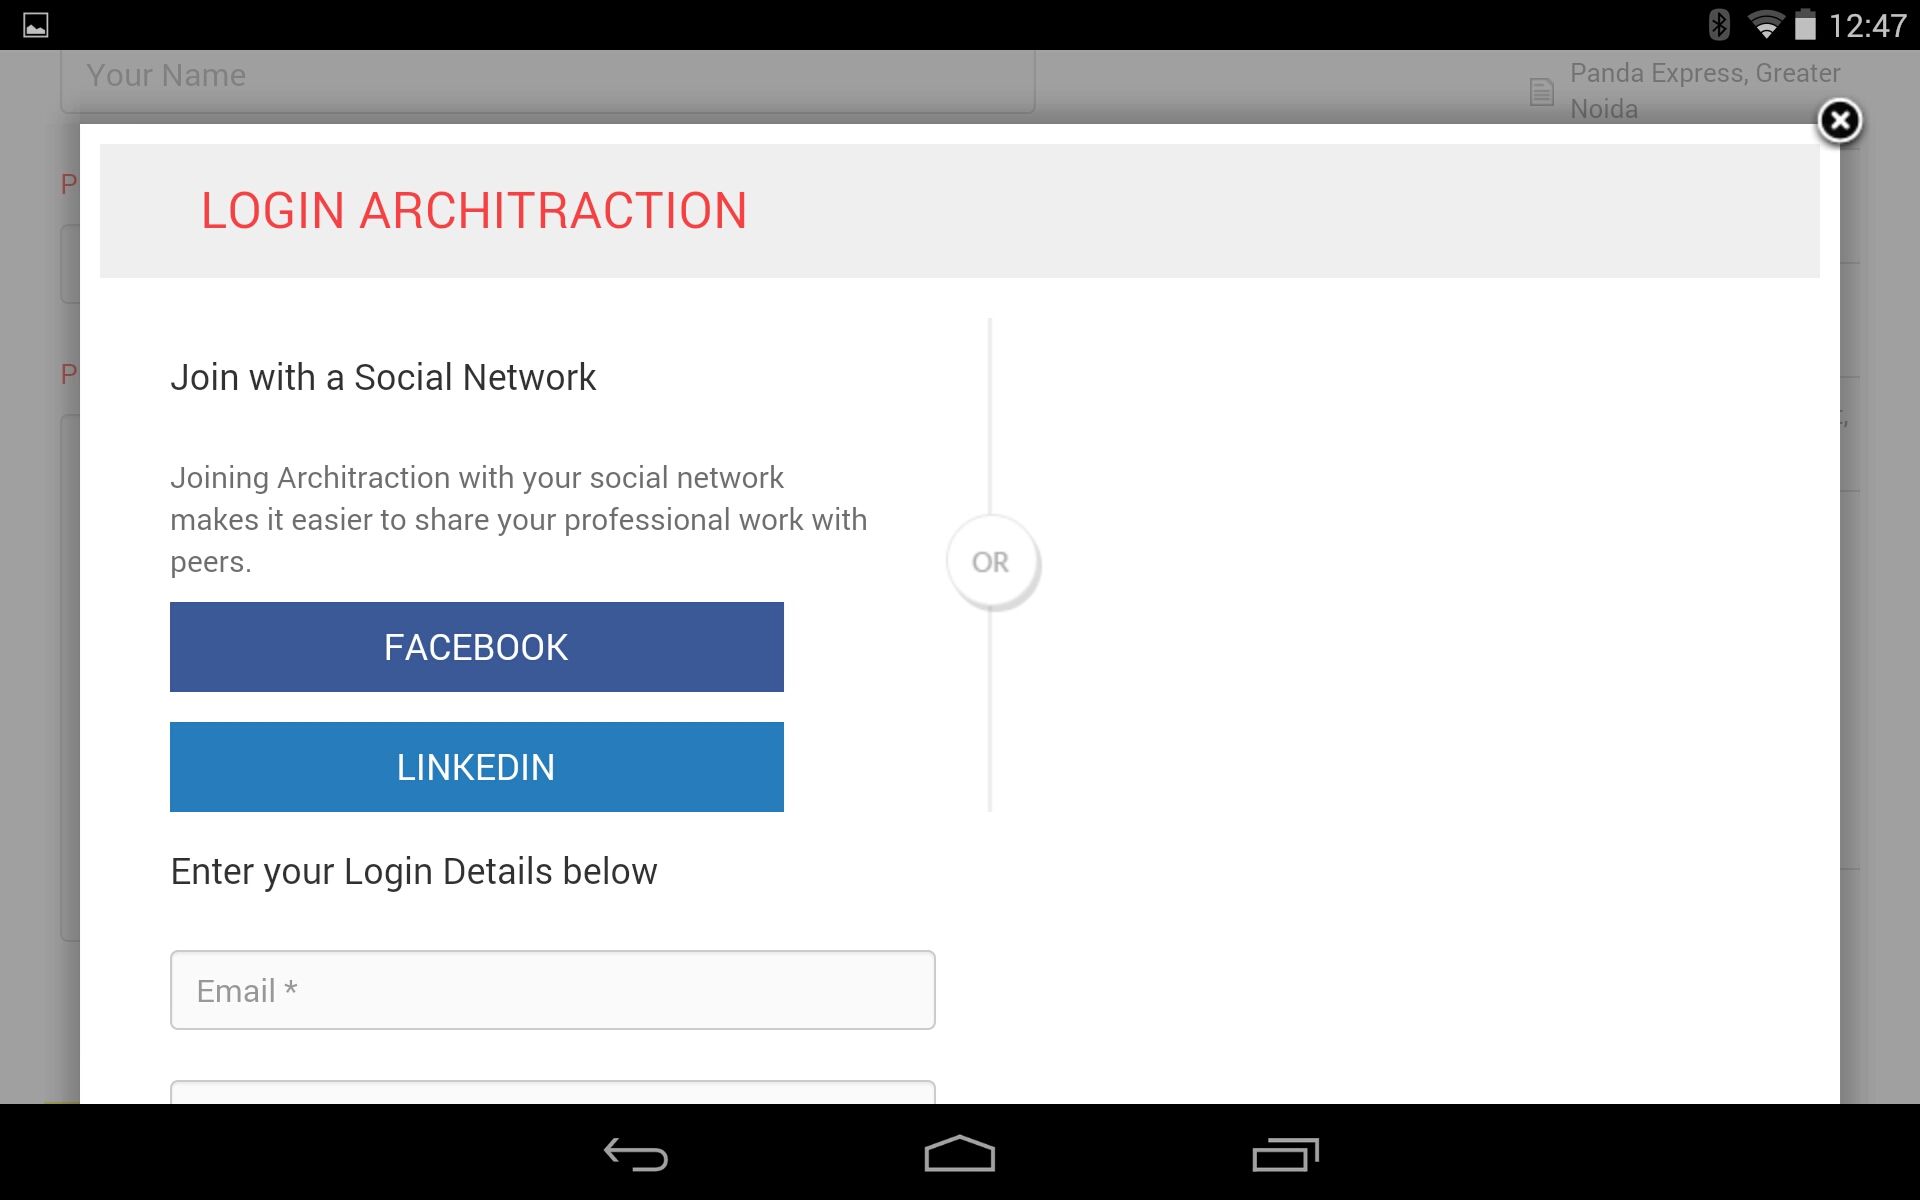 12:47
Your Name
Panda Express, Greater
Noida
P
P
LOGIN ARCHITRACTION
Join with a Social Network
Joining Architraction with your social network
makes it easier to share your professional work with
peers.
FACEBOOK
LINKEDIN
OR
Enter your Login Details below
Email *